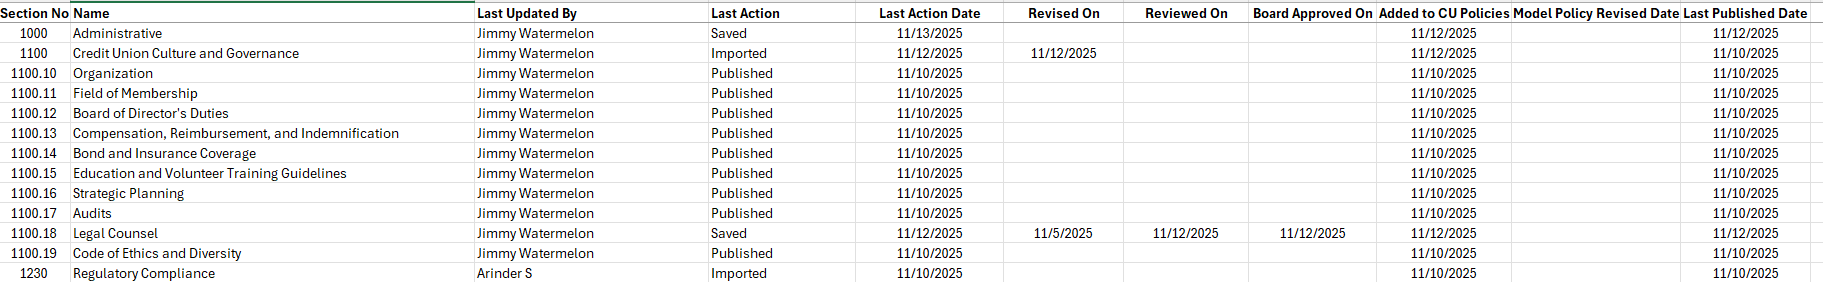 Section No Name Last Updated By Last Action Last Action Date Revised On Reviewed On Board Approved On Added to CU Policies Model Policy Revised Date Last Published Date
1000 Administrative Jimmy Watermelon Saved 11/13/2025 11/12/2025 11/12/2025
1100 Credit Union Culture and Governance Jimmy Watermelon Imported 11/12/2025 11/12/2025 11/12/2025 11/10/2025
1100.10 Organization Jimmy Watermelon Published 11/10/2025 11/10/2025 11/10/2025
1100.11 Field of Membership Jimmy Watermelon Published 11/10/2025 11/10/2025 11/10/2025
1100.12 Board of Director's Duties Jimmy Watermelon Published 11/10/2025 11/10/2025 11/10/2025
1100.13 Compensation, Reimbursement, and Indemnification Jimmy Watermelon Published 11/10/2025 11/10/2025 11/10/2025
1100.14 Bond and Insurance Coverage Jimmy Watermelon Published 11/10/2025 11/10/2025 11/10/2025
1100.15 Education and Volunteer Training Guidelines Jimmy Watermelon Published 11/10/2025 11/10/2025 11/10/2025
1100.16 Strategic Planning Jimmy Watermelon Published 11/10/2025 11/10/2025 11/10/2025
1100.17 Audits Jimmy Watermelon Published 11/10/2025 11/10/2025 11/10/2025
1100.18 Legal Counsel Jimmy Watermelon Saved 11/12/2025 11/5/2025 11/12/2025 11/12/2025 11/12/2025 11/12/2025
1100.19 Code of Ethics and Diversity Jimmy Watermelon Published 11/10/2025 11/10/2025 11/10/2025
1230 Regulatory Compliance Arinder S Imported 11/10/2025 11/10/2025 11/10/2025